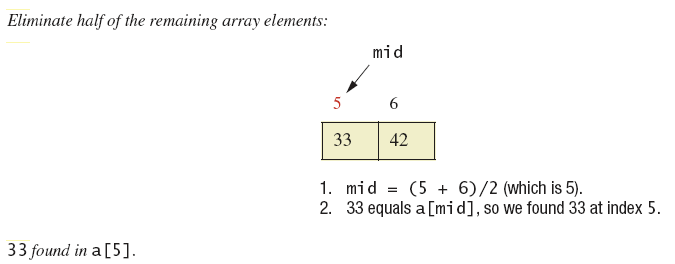 Eliminate half of the remaining array elements:
mid
5 6
33 42
1. mid = (5 + 6)/2 (which is 5).
2. 33 equals a[mid], so we found 33 at index 5.
33 found in a[5].